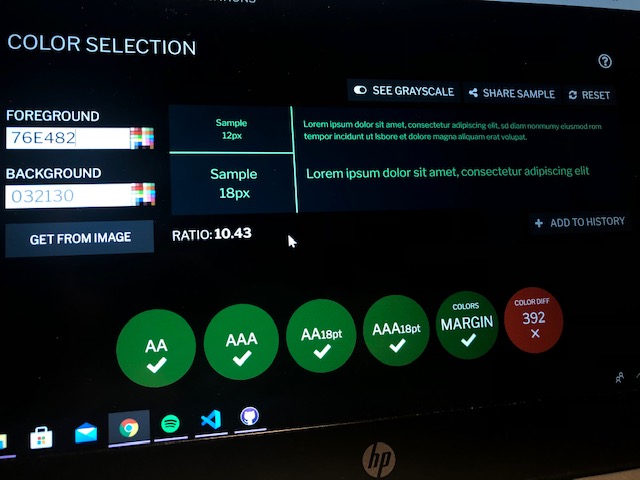 COLOR SELECTION
SEE GRAYSCALE
SHARE SAMPLE
RESET
FOREGROUND
76E482
BACKGROUND
032130
GET FROM IMAGE
Sample
12px
Lorem ipsum dolor sit amet, consectetur adipiscing elit, sd diam nonmumy eiusmod rom
tempor incidunt ut lsbore et dolore magna aliquam erat volupat.
Sample
18px
Lorem ipsum dolor sit amet, consectetur adipiscing elit
RATIO: 10.43
+ ADD TO HISTORY
AA
AAA
AA18pt
AAA18pt
COLORS
MARGIN
COLOR DIFF
392
hp